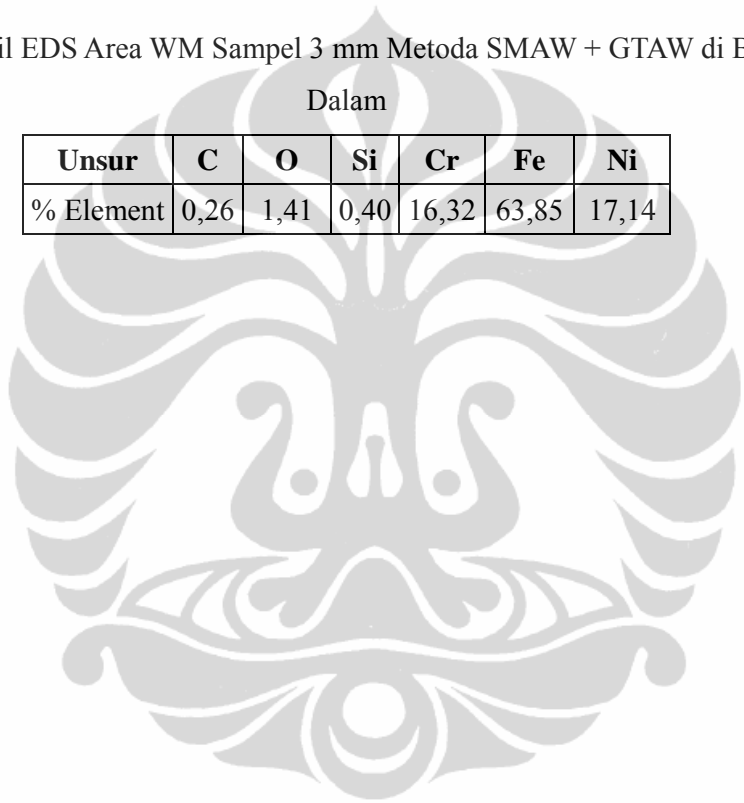 EDS Area WM Sampel 3 mm Metoda SMAW + GTAW di
Dalam
Unsur C O Si Cr Fe Ni
% Element 0,26 1,41 0,40 16,32 63,85 17,14